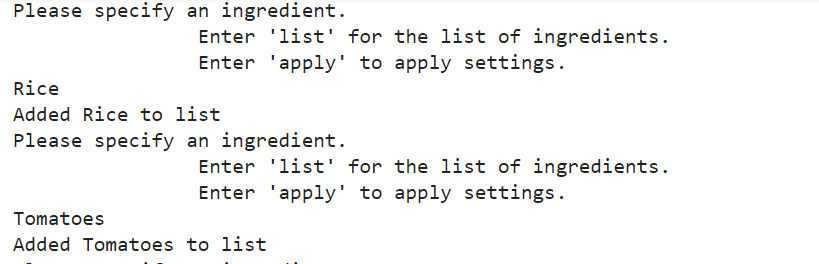 Please specify an ingredient.
Enter 'list' for the list of ingredients.
Enter 'apply' to apply settings.
Rice
Added Rice to list
Please specify an ingredient.
Enter 'list' for the list of ingredients.
Enter 'apply' to apply settings.
Tomatoes
Added Tomatoes to list